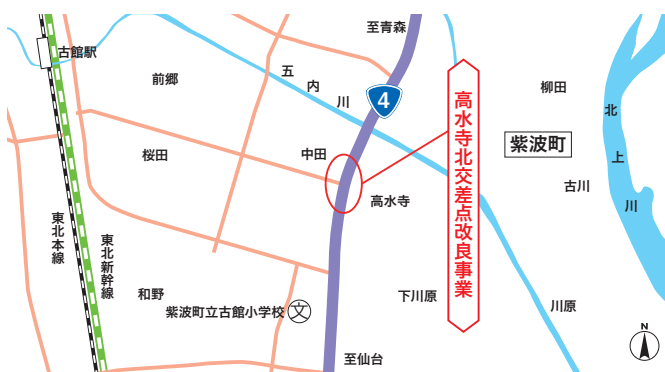 至青森
古館駅
五内川
前郷
4
柳田
北上川
高水寺北交差点改良事業
紫波町
中田
桜田
古川
高水寺
東北本線
東北新幹線
和野
下川原
川原
紫波町立古館小学校
文
N
至仙台